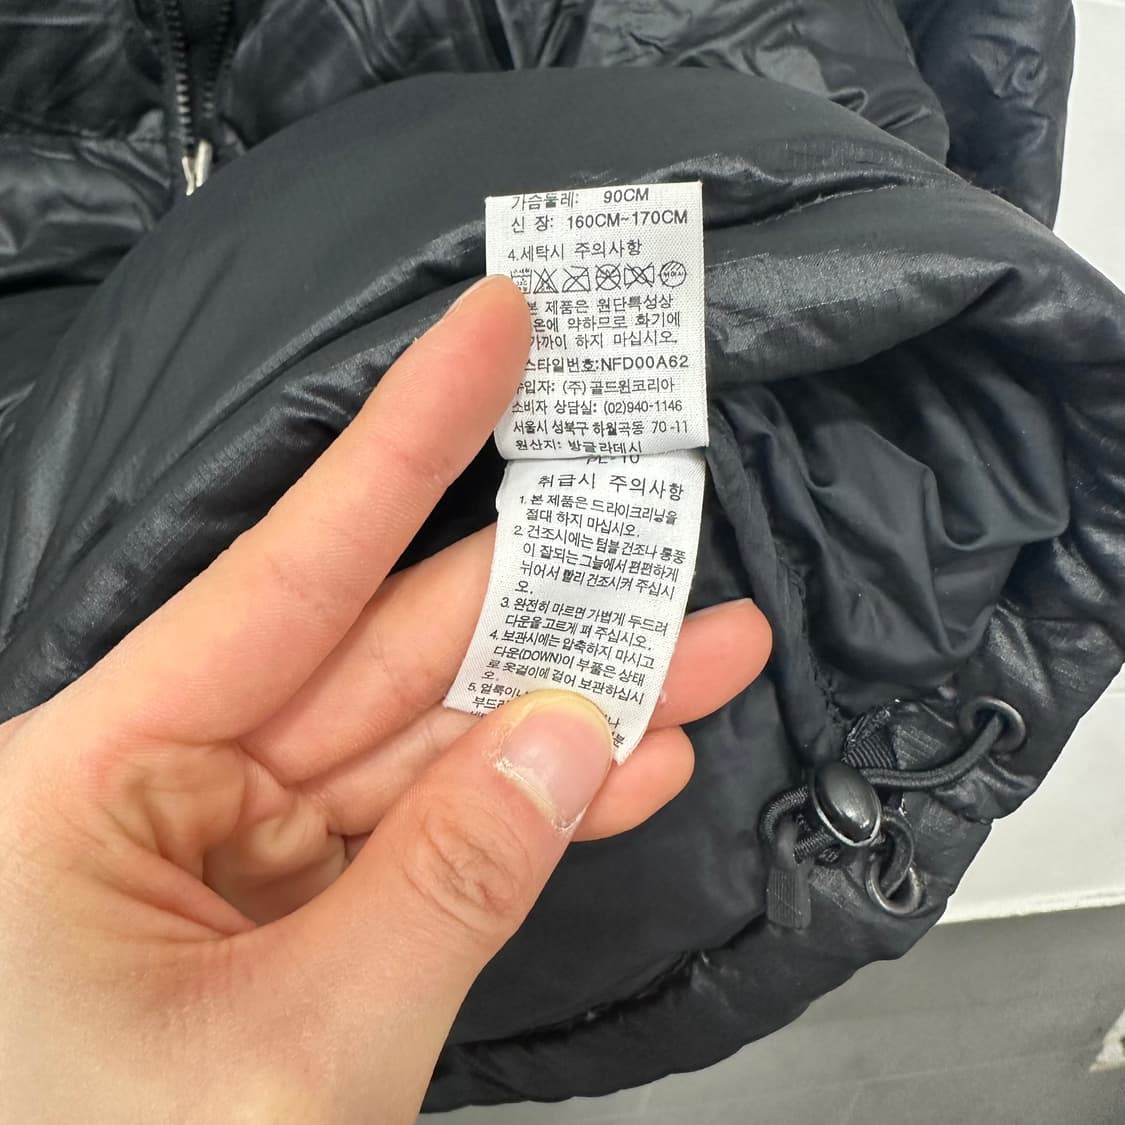 가슴둘레: 90CM
신 장: 160CM~170CM
4.세탁시 주의사항
본 제품은 원단특성상
온에 약하므로 화기에
가까이 하지 마십시오.
스타일번호:NFD00A62
수입자: (주) 골드윈코리아
소비자 상담실: (02)940-1146
서울시 성북구 하월곡동 70-11
원산지: 방글라데시
취급시 주의사항
1. 본 제품은 드라이크리닝을
절대 하지 마십시오.
2. 건조시에는 텀블 건조나 통풍
이 잘되는 그늘에서 편편하게
뉘어서 빨리 건조시켜 주십시
오.
3. 완전히 마르면 가볍게 두드려
다운을 고르게 펴 주십시오.
4. 보관시에는 압축하지 마시고
다운(DOWN)이 부풀은 상태
로 옷걸이에 걸어 보관하십시
오.
5. 얼룩이나